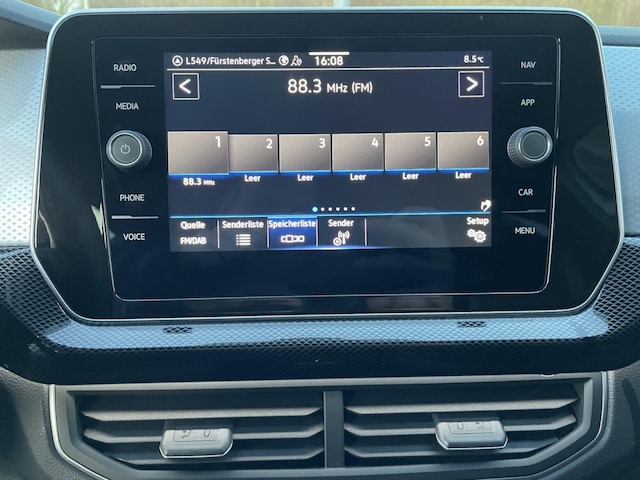 RADIO
MEDIA
PHONE
VOICE
L549/Fürstenberger S...
16:08
8.5°C
<
88.3 MHz (FM)
>
1 2 3 4 5 6
88.3 MHz Leer Leer Leer Leer Leer
Quelle Senderliste Speicherliste Sender Setup
FM/DAB
NAV
APP
CAR
MENU